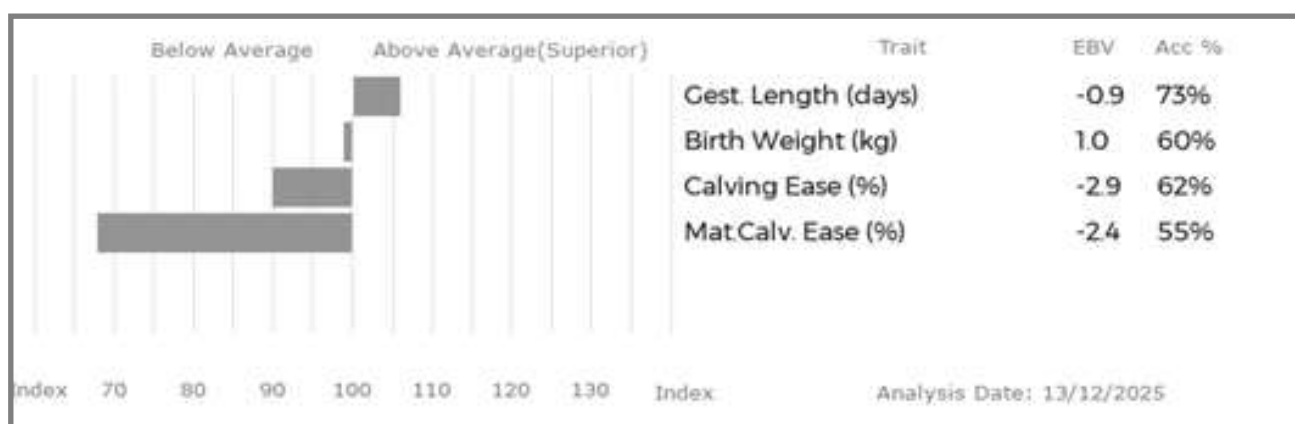 Below Average Above Average(Superior) Trait EBV Acc %
Gest. Length (days) -0.9 73%
Birth Weight (kg) 1.0 60%
Calving Ease (%) -2.9 62%
Mat.Calv. Ease (%) -2.4 55%
Index 70 80 90 100 110 120 130 Index Analysis Date: 13/12/2025